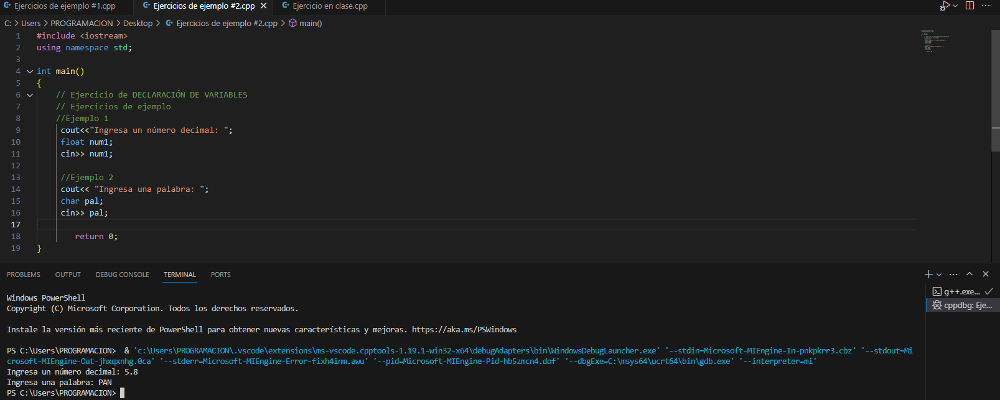 Ejercicios de ejemplo #1.cpp
Ejercicios de ejemplo #2.cpp
Ejercicio en clase.cpp
C: > Users > PROGRAMACION > Desktop > Ejercicios de ejemplo #2.cpp > main()
1 #include <iostream>
2 using namespace std;
3
4 int main()
5 {
6 // Ejercicio de DECLARACIÓN DE VARIABLES
7 // Ejercicios de ejemplo
8 //Ejemplo 1
9 cout<<"Ingresa un número decimal: ";
10 float num1;
11 cin>> num1;
12
13 //Ejemplo 2
14 cout<< "Ingresa una palabra: ";
15 char pal;
16 cin>> pal;
17
18 return 0;
19 }
PROBLEMS OUTPUT DEBUG CONSOLE TERMINAL PORTS
g++.exe...
cppdbg: Eje...
Windows PowerShell
Copyright (C) Microsoft Corporation. Todos los derechos reservados.
Instale la versión más reciente de PowerShell para obtener nuevas características y mejoras. https://aka.ms/PSWindows
PS C:\Users\PROGRAMACION>  & 'c:\Users\PROGRAMACION\.vscode\extensions\ms-vscode.cpptools-1.19.1-win32-x64\debugAdapters\bin\WindowsDebugLauncher.exe' '--stdin=Microsoft-MIEngine-In-pnkpkrr3.cbz' '--stdout=Mi
crosoft-MIEngine-Out-jhxqxnhg.0ca' '--stderr=Microsoft-MIEngine-Error-fixh4inm.awu' '--pid=Microsoft-MIEngine-Pid-hb5zmcn4.dof' '--dbgExe=C:\msys64\ucrt64\bin\gdb.exe' '--interpreter=mi'
Ingresa un número decimal: 5.8
Ingresa una palabra: PAN
PS C:\Users\PROGRAMACION>